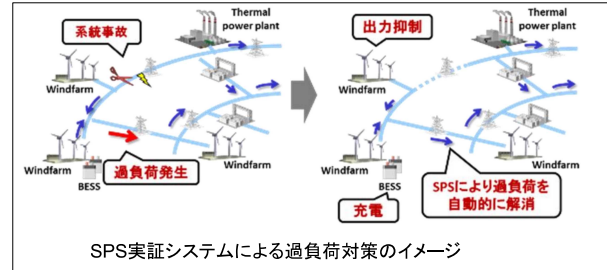 系統事故
Thermal
power plant
Windfarm
Windfarm
BESS
過負荷発生
Windfarm
出力抑制
Thermal
power plant
Windfarm
Windfarm
BESS
充電
SPSにより過負荷を
自動的に解消
Windfarm
SPS実証システムによる過負荷対策のイメージ